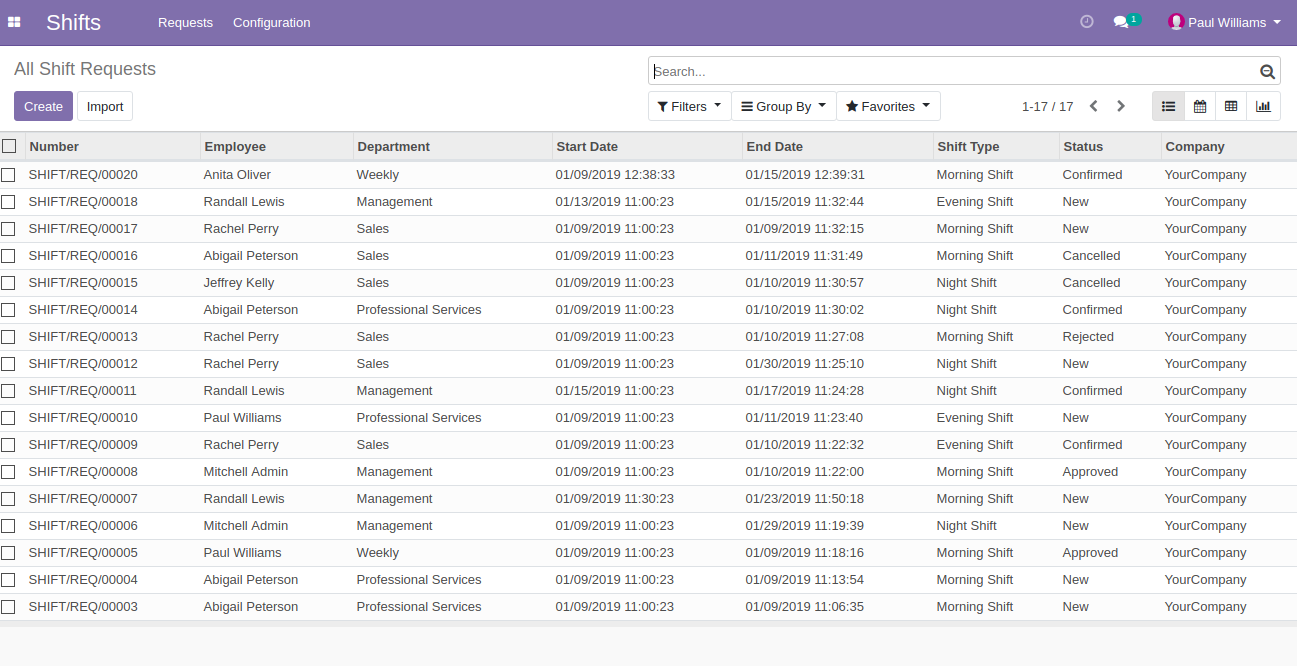 Shifts Requests Configuration 1 Paul Williams
All Shift Requests Search...
Create Import Filters Group By Favorites 1-17 / 17
Number Employee Department Start Date End Date Shift Type Status Company
SHIFT/REQ/00020 Anita Oliver Weekly 01/09/2019 12:38:33 01/15/2019 12:39:31 Morning Shift Confirmed YourCompany
SHIFT/REQ/00018 Randall Lewis Management 01/13/2019 11:00:23 01/15/2019 11:32:44 Evening Shift New YourCompany
SHIFT/REQ/00017 Rachel Perry Sales 01/09/2019 11:00:23 01/09/2019 11:32:15 Morning Shift New YourCompany
SHIFT/REQ/00016 Abigail Peterson Sales 01/09/2019 11:00:23 01/11/2019 11:31:49 Morning Shift Cancelled YourCompany
SHIFT/REQ/00015 Jeffrey Kelly Sales 01/09/2019 11:00:23 01/10/2019 11:30:57 Night Shift Cancelled YourCompany
SHIFT/REQ/00014 Abigail Peterson Professional Services 01/09/2019 11:00:23 01/10/2019 11:30:02 Night Shift Confirmed YourCompany
SHIFT/REQ/00013 Rachel Perry Sales 01/09/2019 11:00:23 01/10/2019 11:27:08 Morning Shift Rejected YourCompany
SHIFT/REQ/00012 Rachel Perry Sales 01/09/2019 11:00:23 01/30/2019 11:25:10 Night Shift New YourCompany
SHIFT/REQ/00011 Randall Lewis Management 01/15/2019 11:00:23 01/17/2019 11:24:28 Night Shift Confirmed YourCompany
SHIFT/REQ/00010 Paul Williams Professional Services 01/09/2019 11:00:23 01/11/2019 11:23:40 Evening Shift New YourCompany
SHIFT/REQ/00009 Rachel Perry Sales 01/09/2019 11:00:23 01/10/2019 11:22:32 Evening Shift Confirmed YourCompany
SHIFT/REQ/00008 Mitchell Admin Management 01/09/2019 11:00:23 01/10/2019 11:22:00 Morning Shift Approved YourCompany
SHIFT/REQ/00007 Randall Lewis Management 01/09/2019 11:30:23 01/23/2019 11:50:18 Morning Shift New YourCompany
SHIFT/REQ/00006 Mitchell Admin Management 01/09/2019 11:00:23 01/29/2019 11:19:39 Night Shift New YourCompany
SHIFT/REQ/00005 Paul Williams Weekly 01/09/2019 11:00:23 01/09/2019 11:18:16 Morning Shift Approved YourCompany
SHIFT/REQ/00004 Abigail Peterson Professional Services 01/09/2019 11:00:23 01/09/2019 11:13:54 Morning Shift New YourCompany
SHIFT/REQ/00003 Abigail Peterson Professional Services 01/09/2019 11:00:23 01/09/2019 11:06:35 Morning Shift New YourCompany